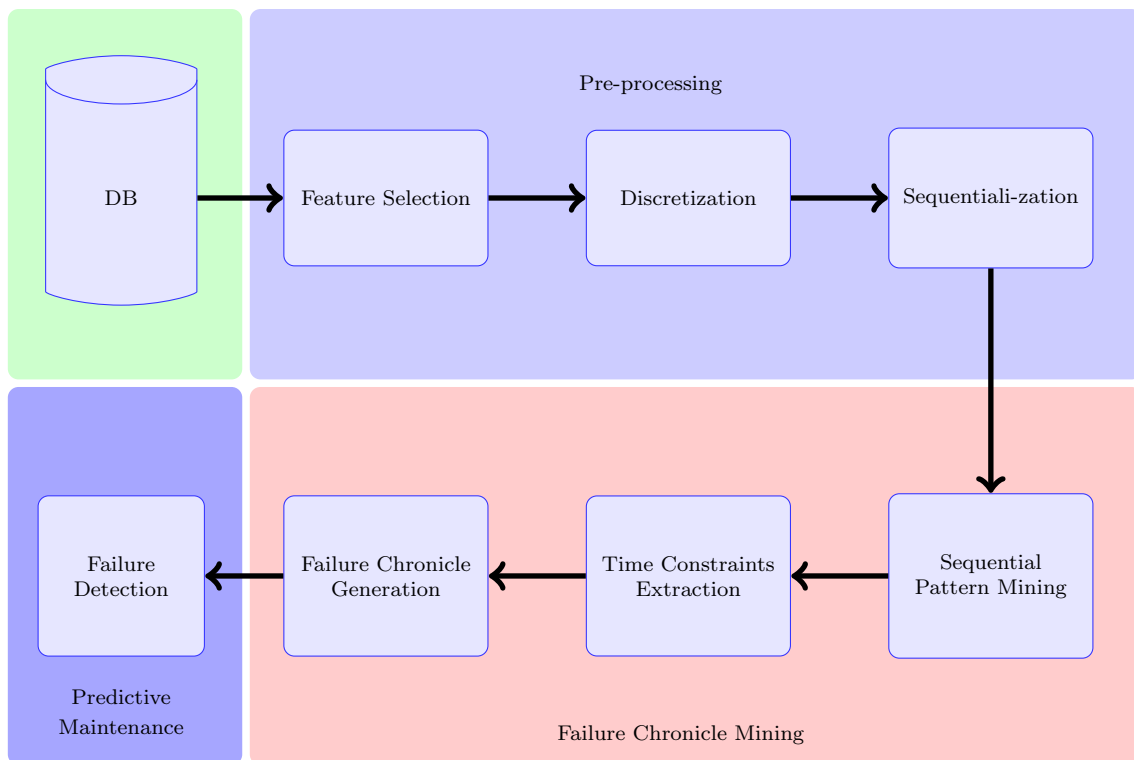 Pre-processing
DB
Feature Selection
Discretization
Sequentiali-zation
Failure
Detection
Failure Chronicle
Generation
Time Constraints
Extraction
Sequential
Pattern Mining
Predictive
Maintenance
Failure Chronicle Mining